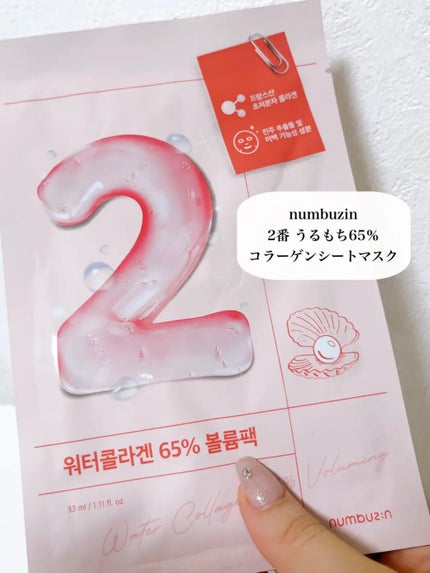 프랑스산
초저분자 콜라겐
진주 추출물 및
미백 기능성 성분
2
numbuzin
2番 うるもち65%
コラーゲンシートマスク
워터콜라겐 65% 볼륨팩
33 ml / 1.11 fl. oz.
Water Collagen Voluming
numbuz:n